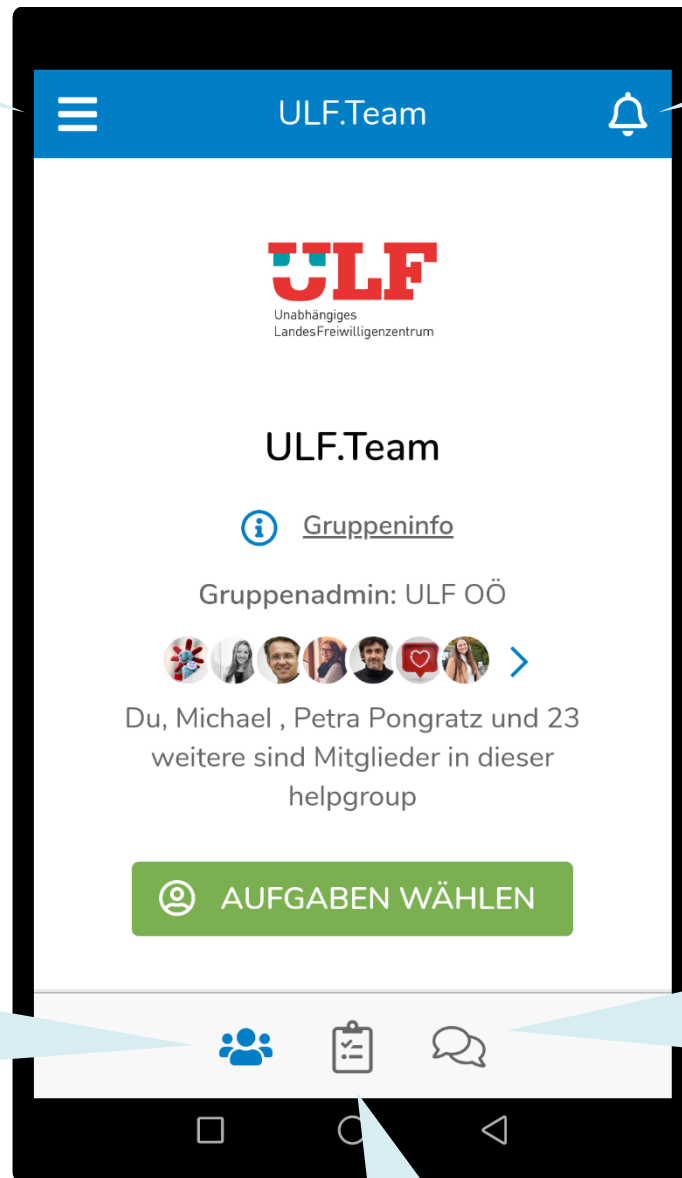 ULF.Team
ULF
Unabhängiges
LandesFreiwilligenzentrum
ULF.Team
Gruppeninfo
Gruppenadmin: ULF OÖ
Du, Michael , Petra Pongratz und 23
weitere sind Mitglieder in dieser
helpgroup
AUFGABEN WÄHLEN